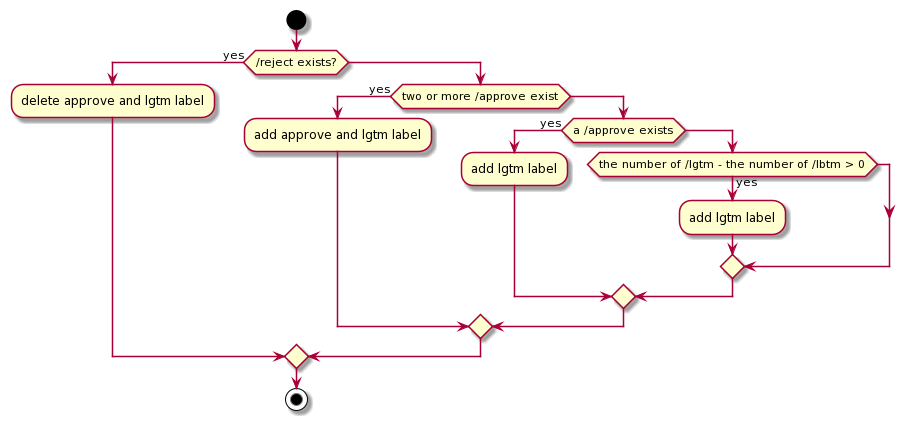 yes
/reject exists?
delete approve and lgtm label
yes
two or more /approve exist
add approve and lgtm label
yes
a /approve exists
add lgtm label
the number of /lgtm - the number of /lbtm > 0
yes
add lgtm label